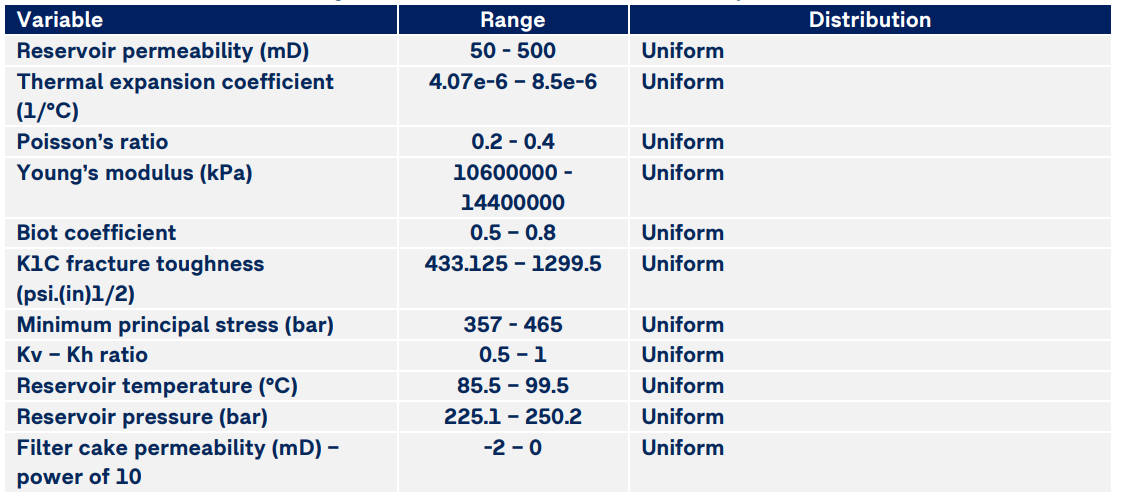 Variable Range Distribution
Reservoir permeability (mD) 50 - 500 Uniform
Thermal expansion coefficient 4.07e-6 – 8.5e-6 Uniform
(1/°C)
Poisson's ratio 0.2 - 0.4 Uniform
Young's modulus (kPa) 10600000 - Uniform
14400000
Biot coefficient 0.5 – 0.8 Uniform
K1C fracture toughness 433.125 – 1299.5 Uniform
(psi.(in)1/2)
Minimum principal stress (bar) 357 - 465 Uniform
Kv – Kh ratio 0.5 – 1 Uniform
Reservoir temperature (°C) 85.5 – 99.5 Uniform
Reservoir pressure (bar) 225.1 – 250.2 Uniform
Filter cake permeability (mD) – -2 – 0 Uniform
power of 10